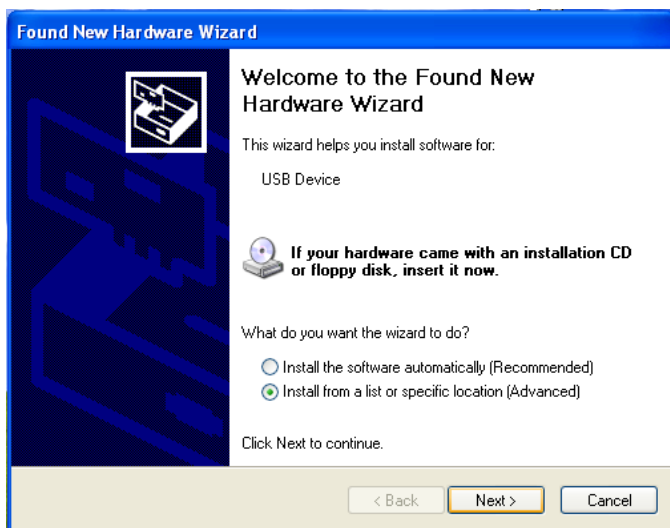 Found New Hardware Wizard
Welcome to the Found New
Hardware Wizard
This wizard helps you install software for:
USB Device
If your hardware came with an installation CD
or floppy disk, insert it now.
What do you want the wizard to do?
Install the software automatically (Recommended)
Install from a list or specific location (Advanced)
Click Next to continue.
< Back Next > Cancel